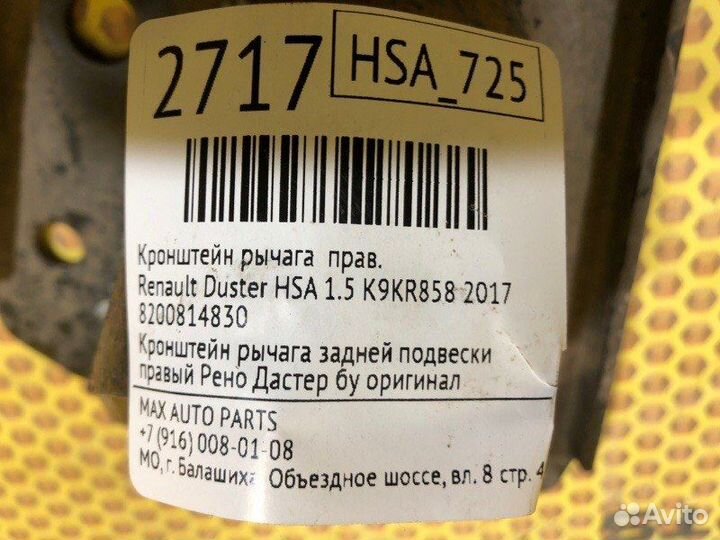 2717
HSA_725
Кронштейн рычага прав.
Renault Duster HSA 1.5 K9KR858 2017
8200814830
Кронштейн рычага задней подвески
правый Рено Дастер бу оригинал
MAX AUTO PARTS
+7 (916) 008-01-08
МО, г. Балашиха Объездное шоссе, вл. 8 стр. 4
Avito